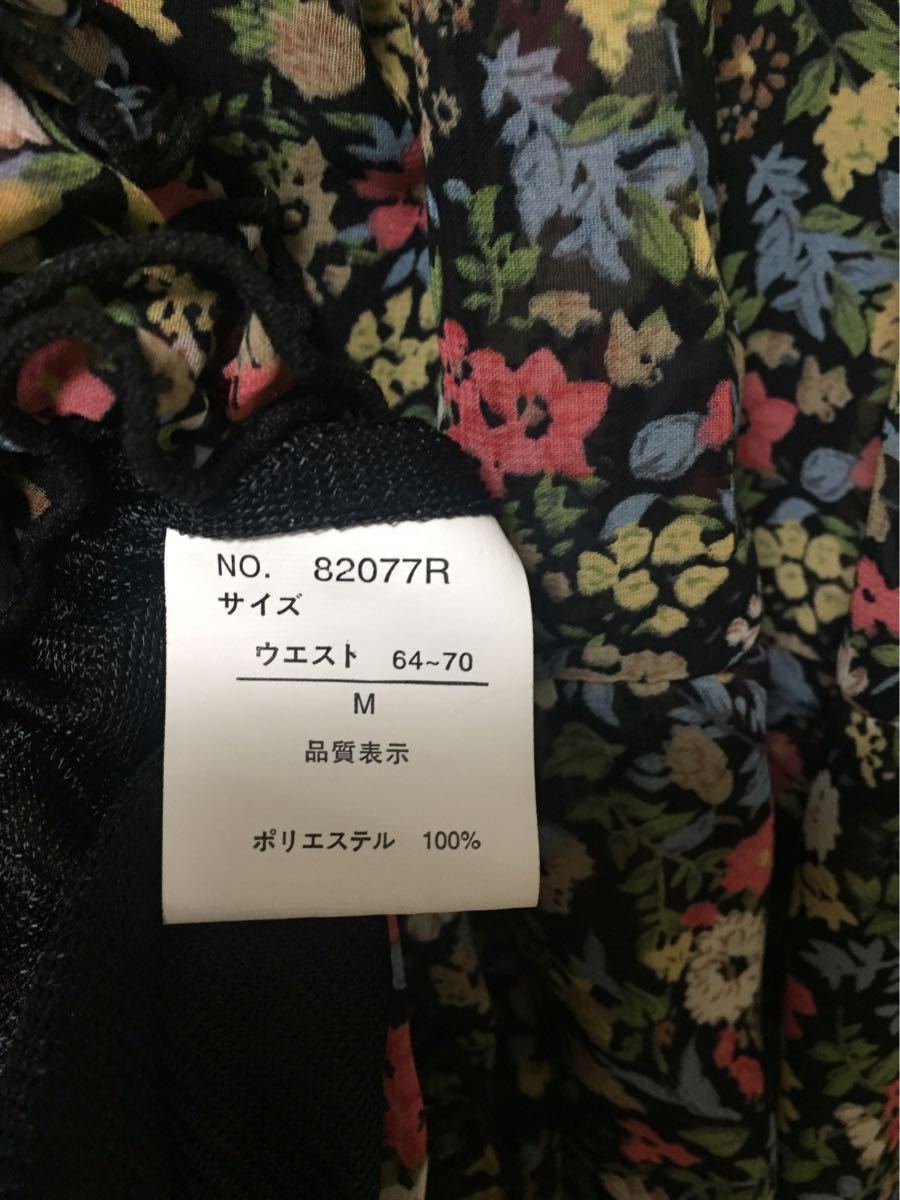 NO. 82077R
サイズ
ウエスト 64~70
M
品質表示
ポリエステル 100%